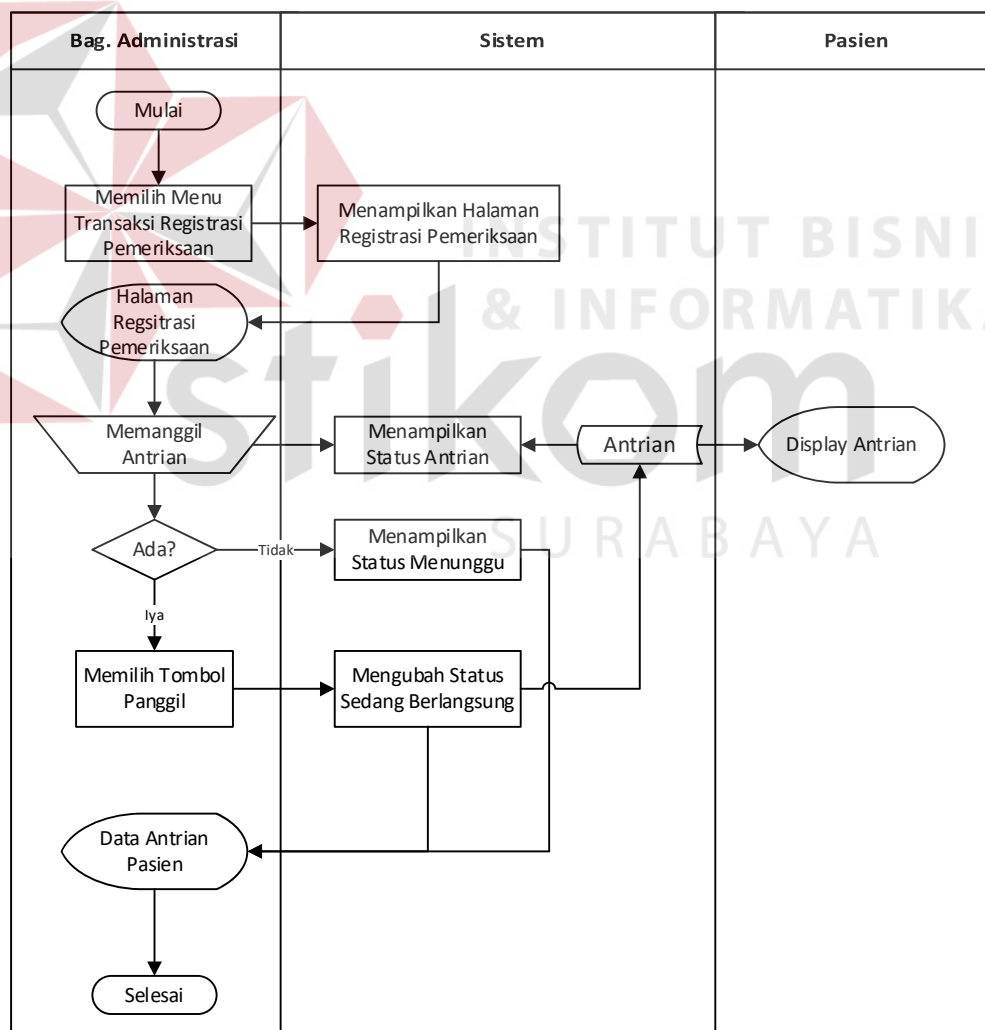 Bag. Administrasi
Sistem
Pasien
Mulai
Memilih Menu
Transaksi Registrasi
Pemeriksaan
Menampilkan Halaman
Registrasi Pemeriksaan
INSTITUT BISNI
& INFORMATIKA
stikom
SURABAYA
Halaman
Regsitrasi
Pemeriksaan
Memanggil
Antrian
Menampilkan
Status Antrian
Antrian
Display Antrian
Ada?
Tidak
Menampilkan
Status Menunggu
Iya
Memilih Tombol
Panggil
Mengubah Status
Sedang Berlangsung
Data Antrian
Pasien
Selesai